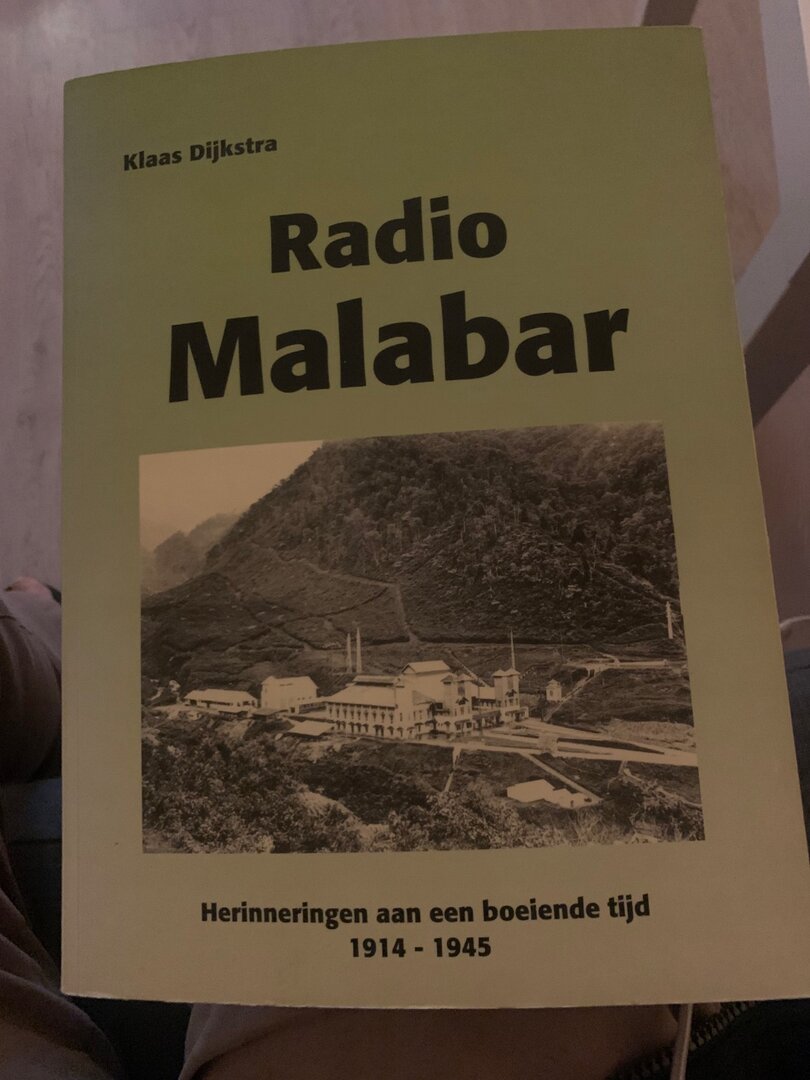 Klaas Dijkstra
Radio
Malabar
Herinneringen aan een boeiende tijd
1914 - 1945